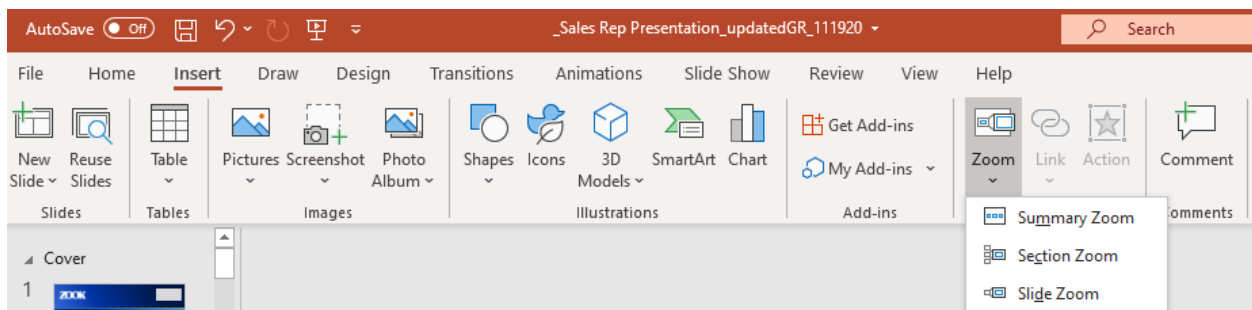 AutoSave Off _Sales Rep Presentation_updatedGR_111920 Search
File Home Insert Draw Design Transitions Animations Slide Show Review View Help
New Slide Reuse Slides Table Pictures Screenshot Photo Album Shapes Icons 3D Models SmartArt Chart Get Add-ins My Add-ins Zoom Link Action Comment
Slides Tables Images Illustrations Add-ins omments
Summary Zoom
Section Zoom
Slide Zoom
Cover
1
ZOOK